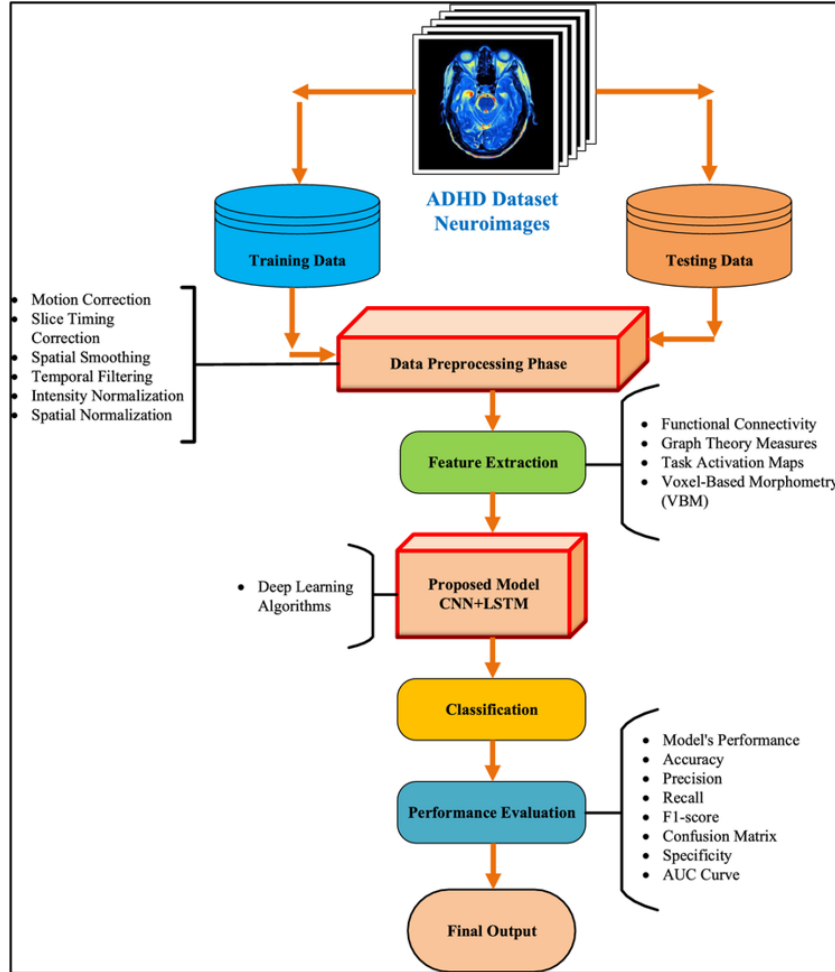 ADHD Dataset
Neuroimages
Training Data
Testing Data
• Motion Correction
• Slice Timing
Correction
• Spatial Smoothing
• Temporal Filtering
• Intensity Normalization
• Spatial Normalization
Data Preprocessing Phase
Feature Extraction
• Functional Connectivity
• Graph Theory Measures
• Task Activation Maps
• Voxel-Based Morphometry
(VBM)
• Deep Learning
Algorithms
Proposed Model
CNN+LSTM
Classification
Performance Evaluation
• Model's Performance
• Accuracy
• Precision
• Recall
• F1-score
• Confusion Matrix
• Specificity
• AUC Curve
Final Output